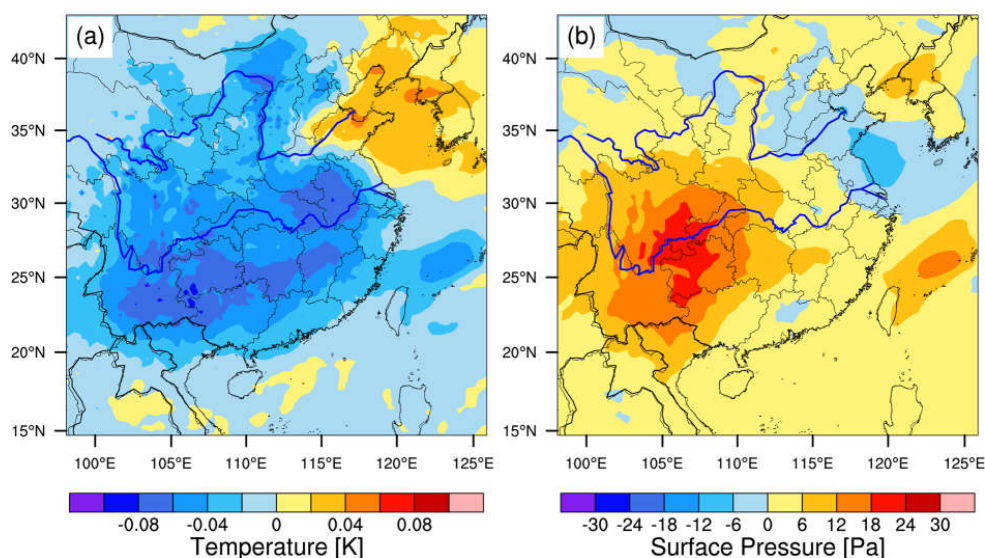 (a)
(b)
40°N
35°N
30°N
25°N
20°N
15°N
100°E 105°E 110°E 115°E 120°E 125°E
40°N
35°N
30°N
25°N
20°N
15°N
100°E 105°E 110°E 115°E 120°E 125°E
-0.08 -0.04 0 0.04 0.08
Temperature [K]
-30 -24 -18 -12 -6 0 6 12 18 24 30
Surface Pressure [Pa]